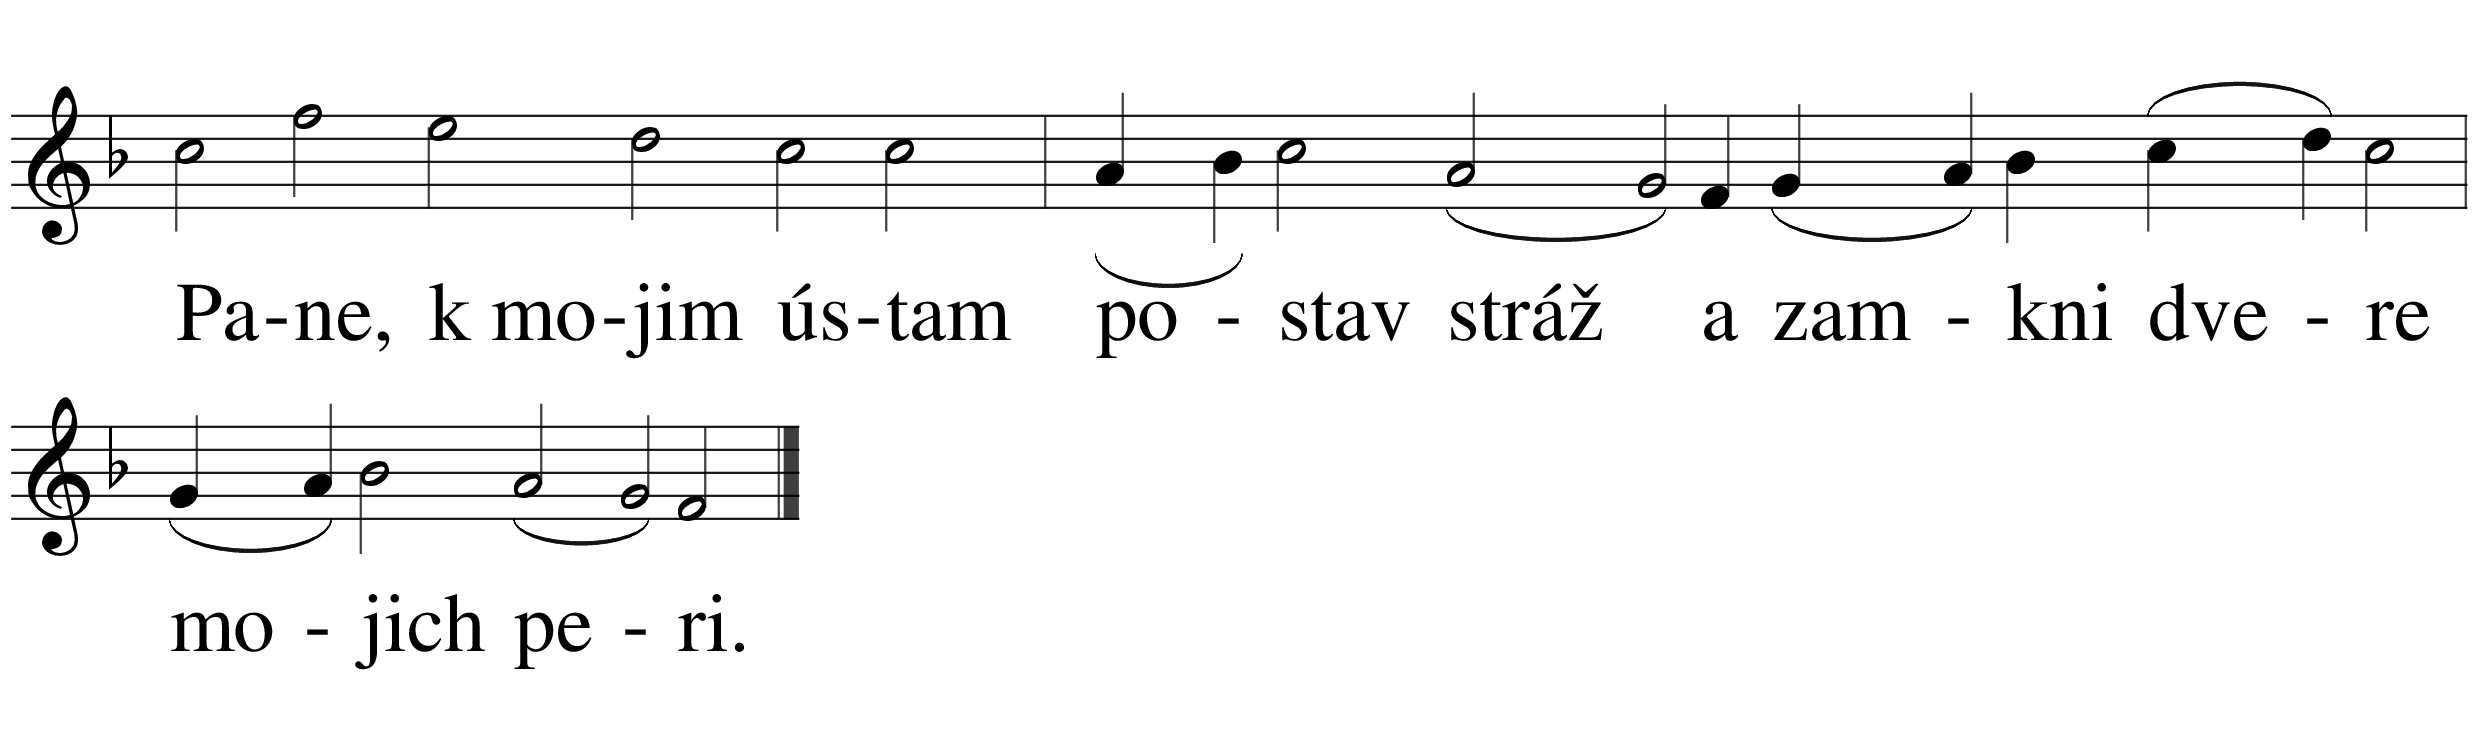 Pa-ne, k mo-jim ús-tam po - stav stráž a zam - kni dve - re
mo - jich pe - ri.